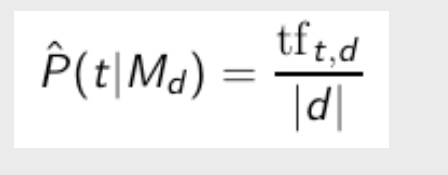 P̂(t|M_d) = tf_{t,d} / |d|